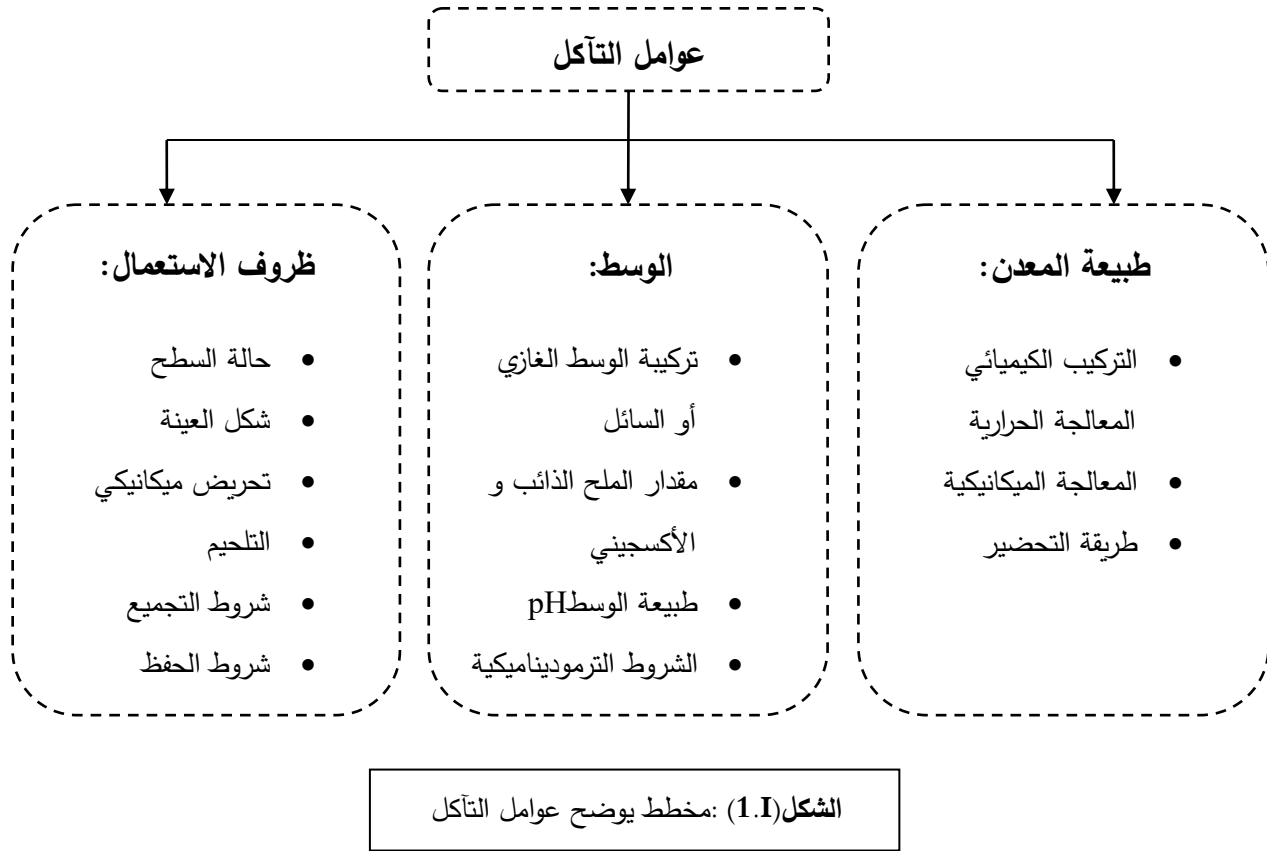 عوامل التآكل
طبيعة المعدن:
• التركيب الكيميائي
المعالجة الحرارية
• المعالجة الميكانيكية
• طريقة التحضير
الوسط:
• تركيبة الوسط الغازي
أو السائل
• مقدار الملح الذائب و
الأكسجيني
• طبيعة الوسطpH
• الشروط الترموديناميكية
ظروف الاستعمال:
• حالة السطح
• شكل العينة
• تحريض ميكانيكي
• التلحيم
• شروط التجميع
• شروط الحفظ
الشكل(1.I) :مخطط يوضح عوامل التآكل